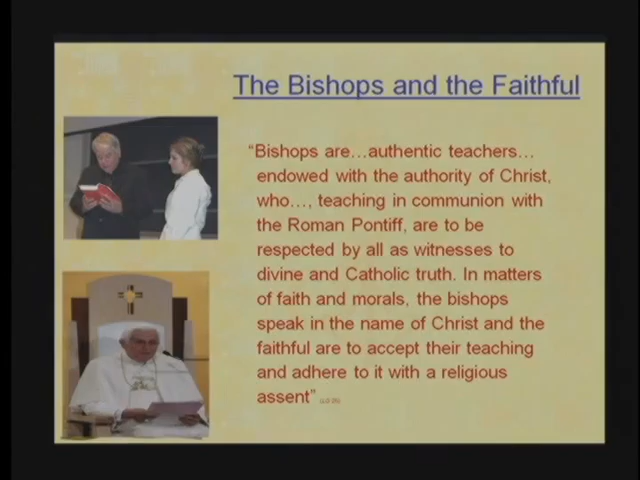 The Bishops and the Faithful
“Bishops are…authentic teachers…
endowed with the authority of Christ,
who…, teaching in communion with
the Roman Pontiff, are to be
respected by all as witnesses to
divine and Catholic truth. In matters
of faith and morals, the bishops
speak in the name of Christ and the
faithful are to accept their teaching
and adhere to it with a religious
assent”